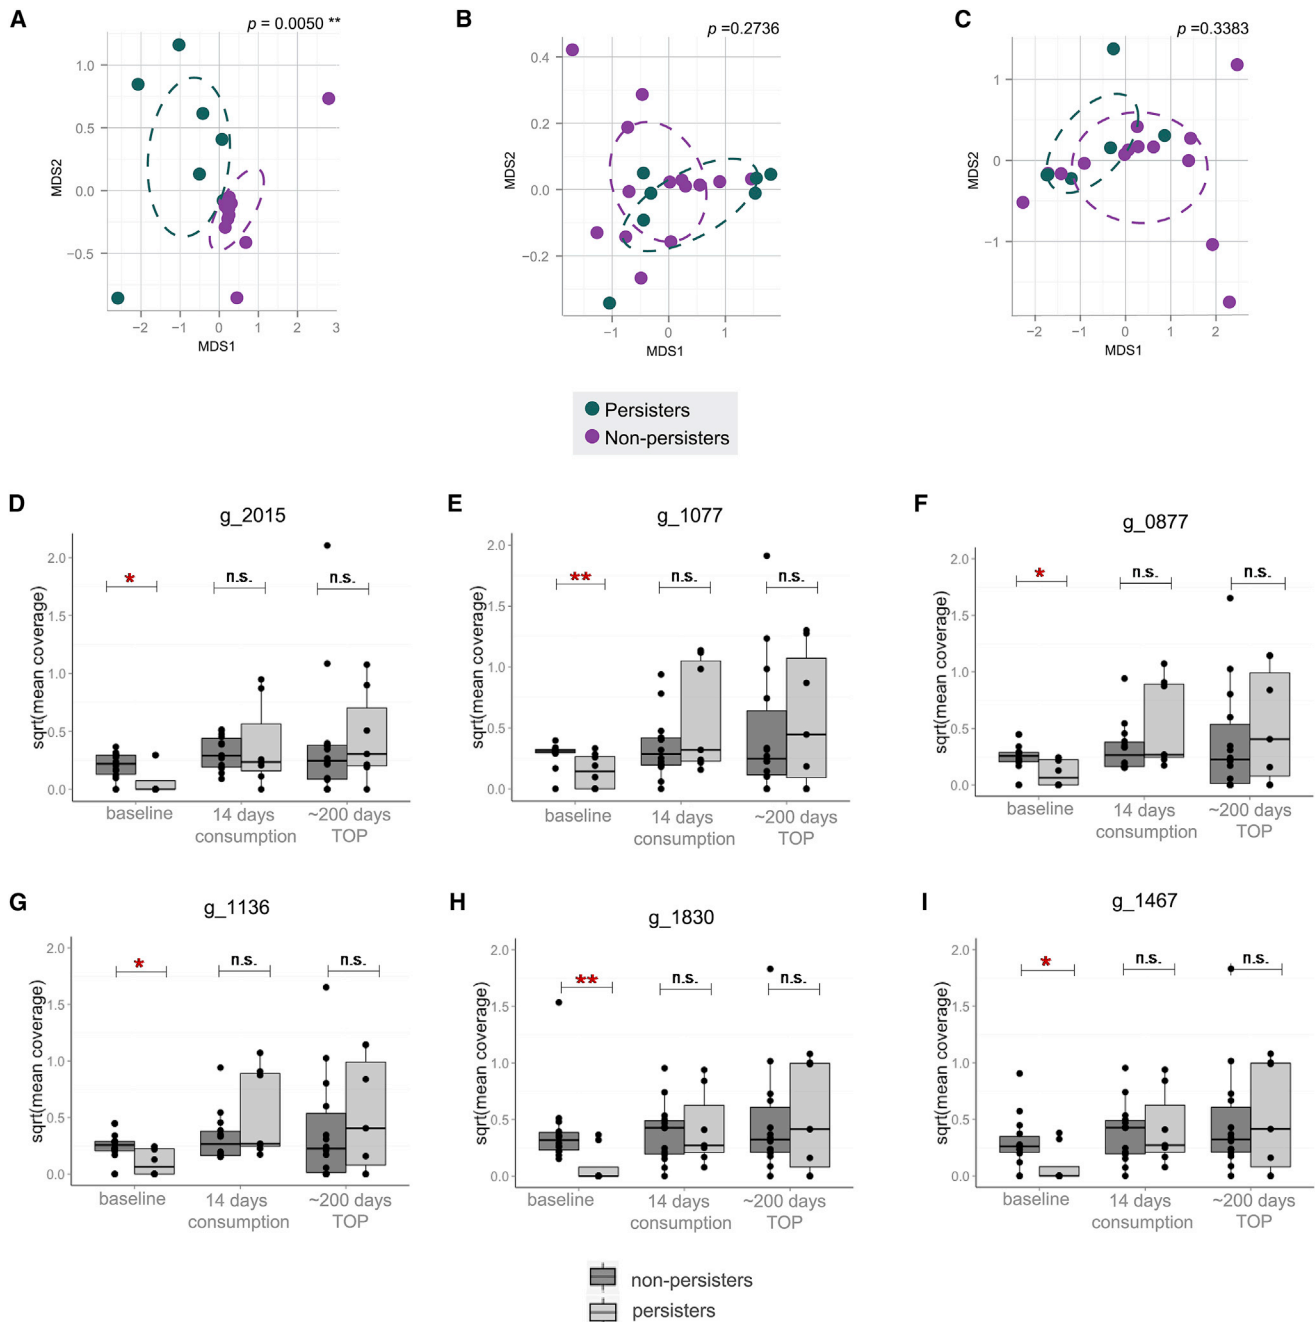 A
p = 0.0050 **
1.0
0.5
0.0
−0.5
MDS2
−2
−1
0
1
2
3
MDS1
B
p =0.2736
0.4
0.2
0.0
−0.2
MDS2
−1
0
1
MDS1
C
p =0.3383
1
0
−1
MDS2
−2
−1
0
1
2
MDS1
Persisters
Non-persisters
D
g_2015
2.0
1.5
1.0
0.5
0.0
sqrt(mean coverage)
*
n.s.
n.s.
baseline
14 days
consumption
~200 days
TOP
E
g_1077
2.0
1.5
1.0
0.5
0.0
sqrt(mean coverage)
**
n.s.
n.s.
baseline
14 days
consumption
~200 days
TOP
F
g_0877
2.0
1.5
1.0
0.5
0.0
sqrt(mean coverage)
*
n.s.
n.s.
baseline
14 days
consumption
~200 days
TOP
G
g_1136
2.0
1.5
1.0
0.5
0.0
sqrt(mean coverage)
*
n.s.
n.s.
baseline
14 days
consumption
~200 days
TOP
H
g_1830
2.0
1.5
1.0
0.5
0.0
sqrt(mean coverage)
**
n.s.
n.s.
baseline
14 days
consumption
~200 days
TOP
I
g_1467
2.0
1.5
1.0
0.5
0.0
sqrt(mean coverage)
*
n.s.
n.s.
baseline
14 days
consumption
~200 days
TOP
non-persisters
persisters